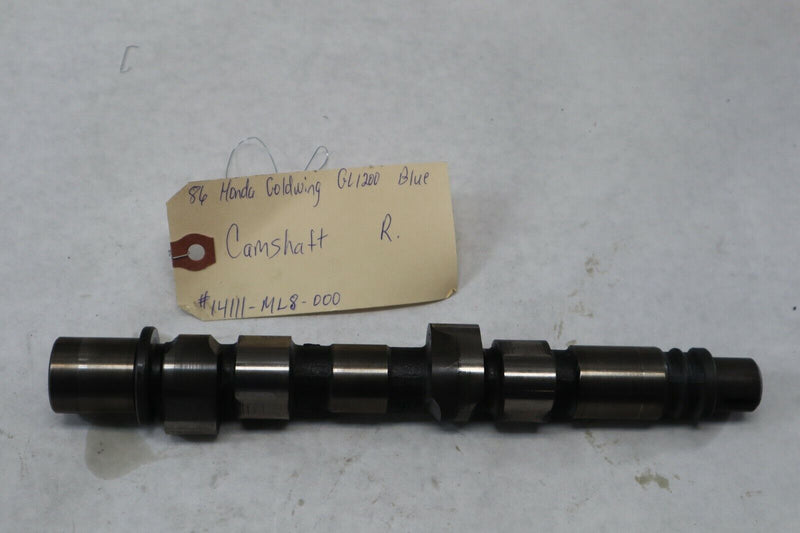 86 Honda Goldwing GL1200 Blue
Camshaft R.
#14111-ML8-000